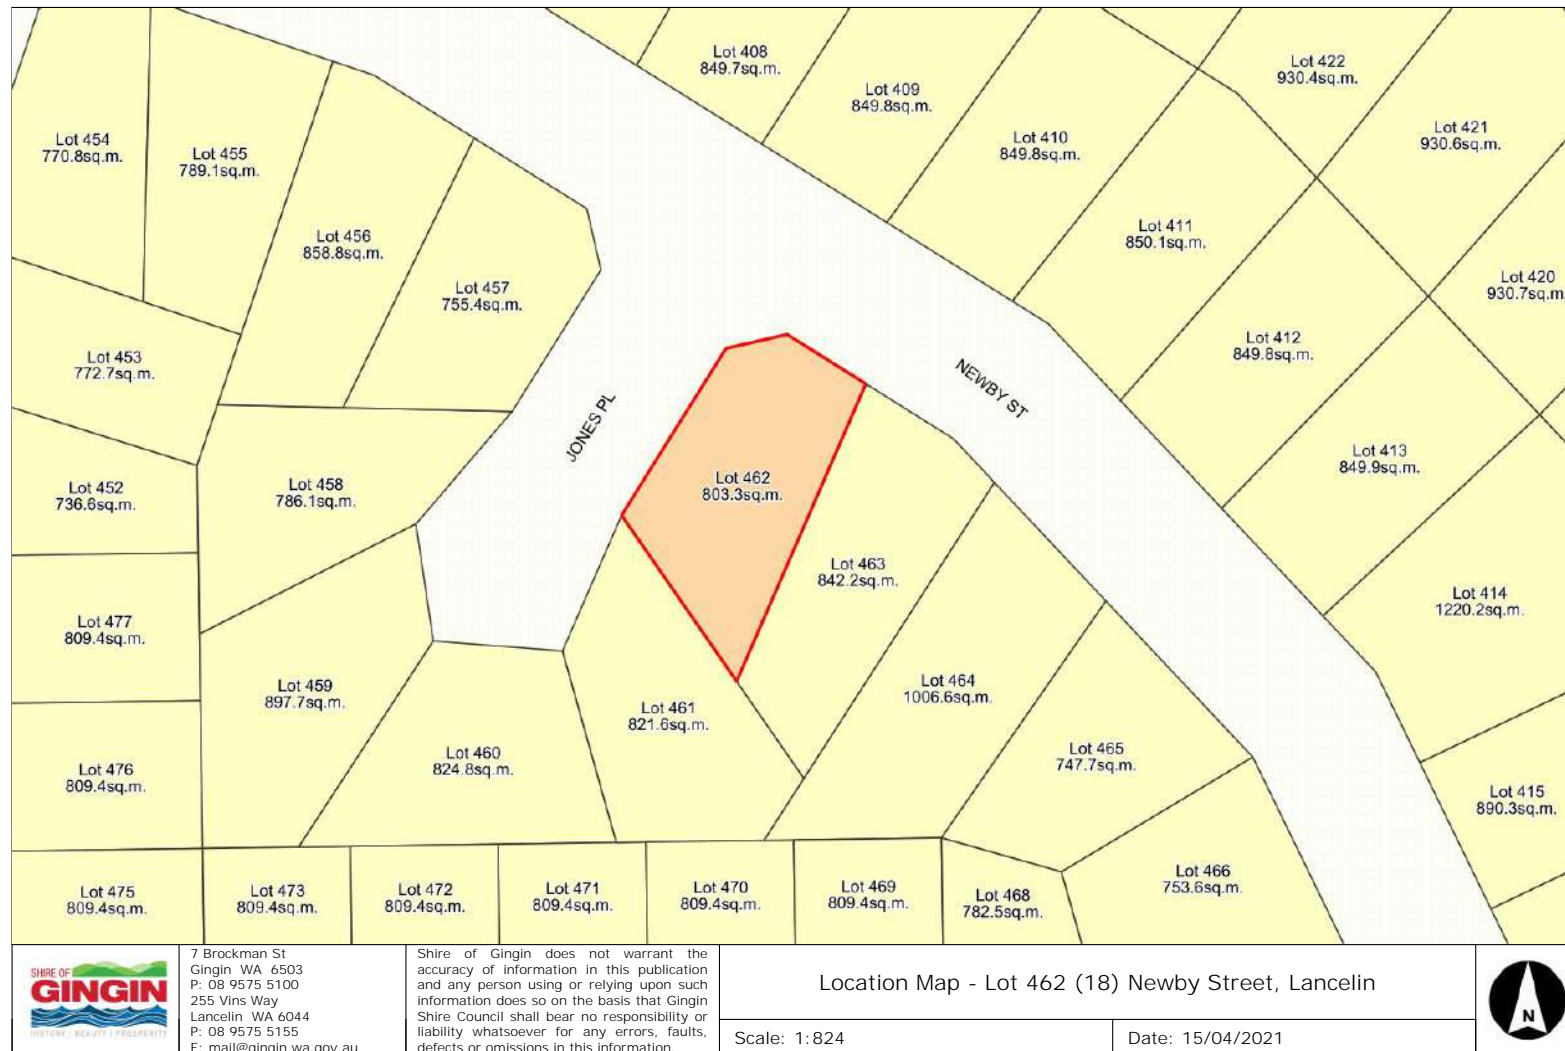 Lot 408
849.7sq.m.
Lot 409
849.8sq.m.
Lot 422
930.4sq.m.
Lot 410
849.8sq.m.
Lot 421
930.6sq.m.
Lot 454
770.8sq.m.
Lot 455
789.1sq.m.
Lot 456
858.8sq.m.
Lot 411
850.1sq.m.
Lot 457
755.4sq.m.
Lot 420
930.7sq.m
Lot 453
772.7sq.m.
Lot 412
849.8sq.m.
NEWBY ST
JONES PL
Lot 413
849.9sq.m.
Lot 452
736.6sq.m.
Lot 458
786.1sq.m.
Lot 462
803.3sq.m.
Lot 463
842.2sq.m.
Lot 414
1220.2sq.m.
Lot 477
809.4sq.m.
Lot 459
897.7sq.m.
Lot 464
1006.6sq.m.
Lot 461
821.6sq.m.
Lot 460
824.8sq.m.
Lot 465
747.7sq.m.
Lot 476
809.4sq.m.
Lot 415
890.3sq.m.
Lot 466
753.6sq.m.
Lot 475
809.4sq.m.
Lot 473
809.4sq.m.
Lot 472
809.4sq.m.
Lot 471
809.4sq.m.
Lot 470
809.4sq.m.
Lot 469
809.4sq.m.
Lot 468
782.5sq.m.
SHIRE OF
GINGIN
HISTORY | BEAUTY | PROSPERITY
7 Brockman St
Gingin WA 6503
P: 08 9575 5100
255 Vins Way
Lancelin WA 6044
P: 08 9575 5155
E: mail@gingin.wa.gov.au
Shire of Gingin does not warrant the
accuracy of information in this publication
and any person using or relying upon such
information does so on the basis that Gingin
Shire Council shall bear no responsibility or
liability whatsoever for any errors, faults,
defects or omissions in this information.
Location Map - Lot 462 (18) Newby Street, Lancelin
Scale: 1:824
Date: 15/04/2021
N